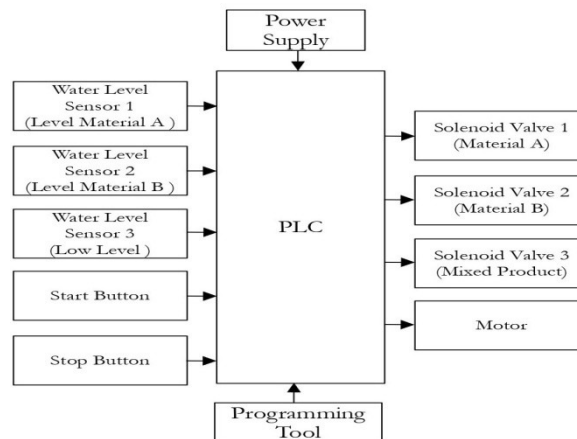 Power
Supply
Water Level
Sensor 1
(Level Material A )
Water Level
Sensor 2
(Level Material B )
Water Level
Sensor 3
(Low Level )
Start Button
Stop Button
PLC
Solenoid Valve 1
(Material A)
Solenoid Valve 2
(Material B)
Solenoid Valve 3
(Mixed Product)
Motor
Programming
Tool